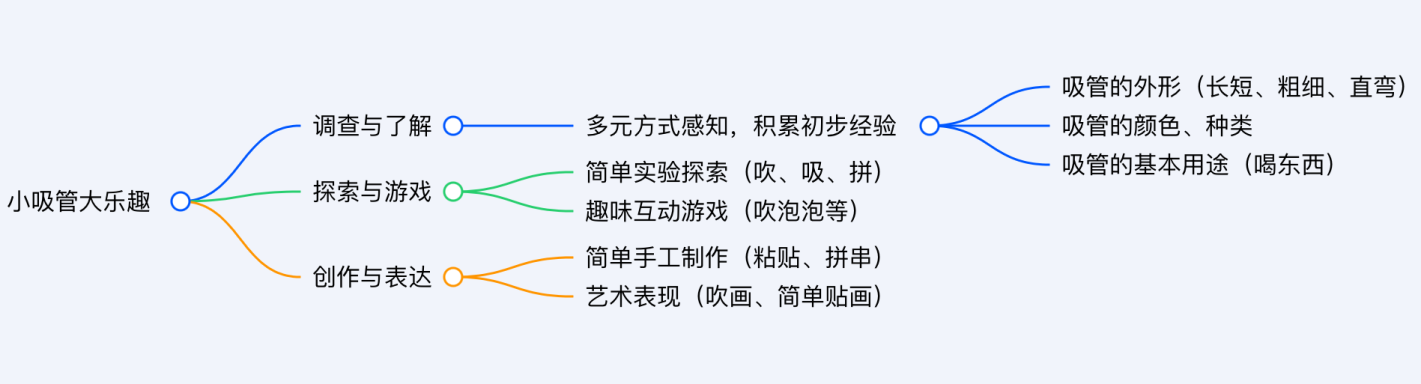 小吸管大乐趣
调查与了解
多元方式感知，积累初步经验
吸管的外形（长短、粗细、直弯）
吸管的颜色、种类
吸管的基本用途（喝东西）
探索与游戏
简单实验探索（吹、吸、拼）
趣味互动游戏（吹泡泡等）
创作与表达
简单手工制作（粘贴、拼串）
艺术表现（吹画、简单贴画）